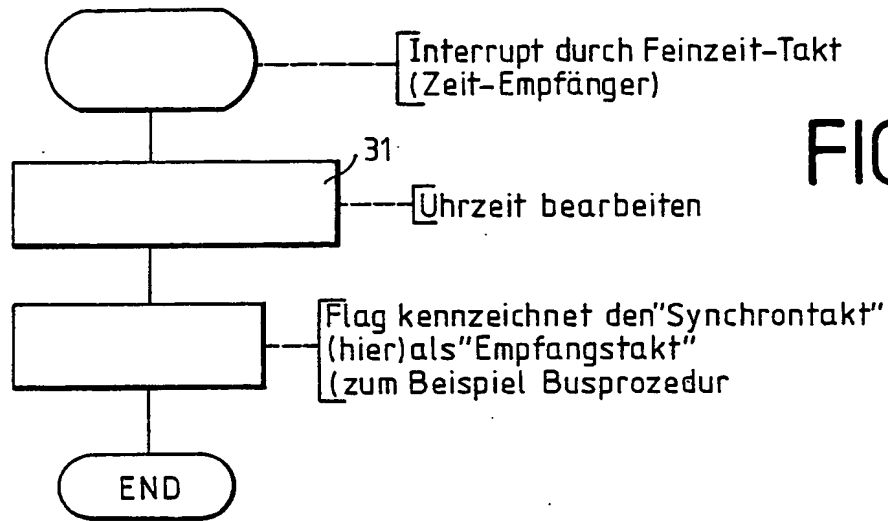 Interrupt durch Feinzeit-Takt
(Zeit-Empfänger)
FIG
31
Uhrzeit bearbeiten
Flag kennzeichnet den"Synchrontakt"
(hier)als"Empfangstakt"
(zum Beispiel Busprozedur
END